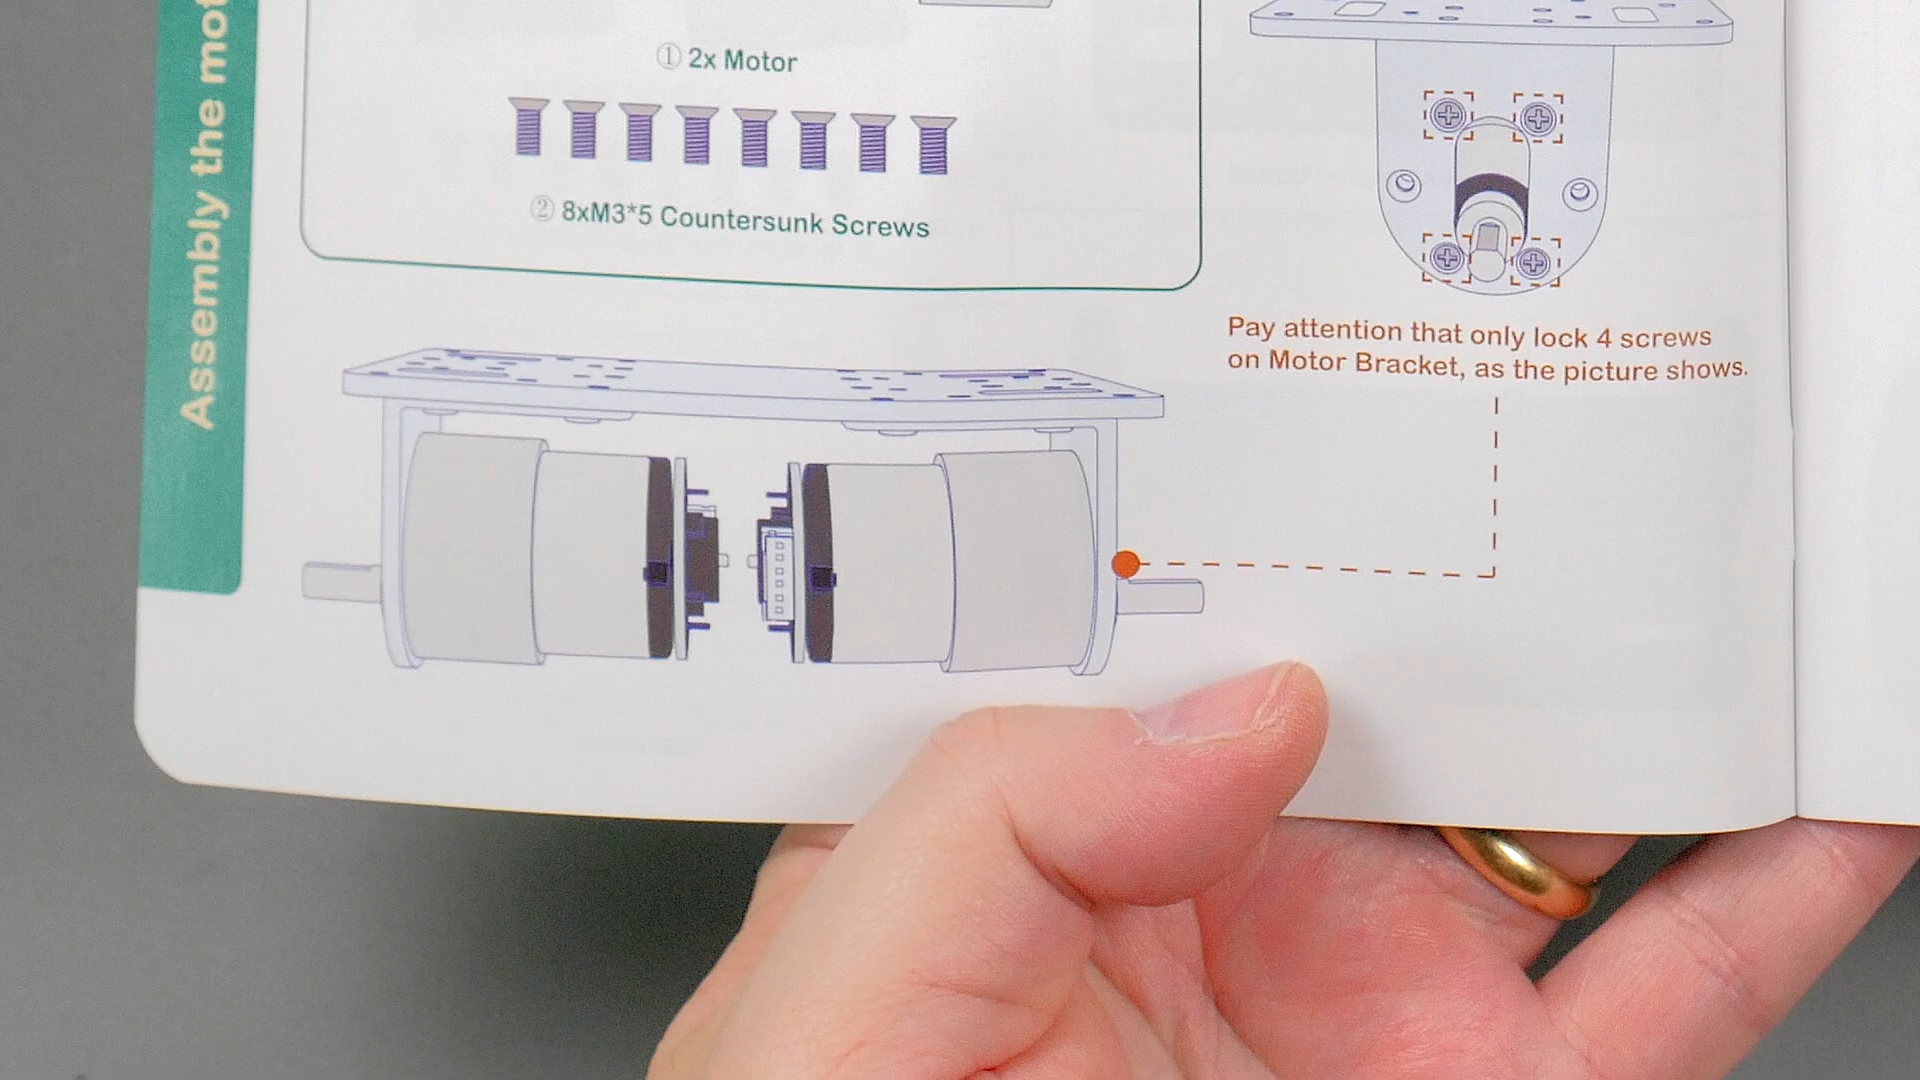 Assembly the mot
① 2x Motor
② 8xM3*5 Countersunk Screws
Pay attention that only lock 4 screws
on Motor Bracket, as the picture shows.